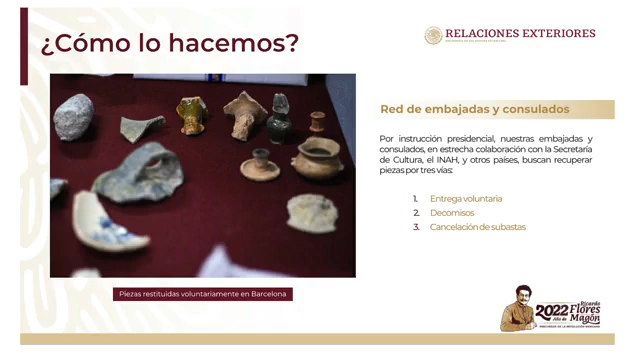 ¿Cómo lo hacemos?
RELACIONES EXTERIORES
Red de embajadas y consulados
Por instrucción presidencial, nuestras embajadas y
consulados, en estrecha colaboración con la Secretaría
de Cultura, el INAH, y otros países, buscan recuperar
piezas por tres vías:
1. Entrega voluntaria
2. Decomisos
3. Cancelación de subastas
Piezas restituidas voluntariamente en Barcelona
2022 Ricardo
Año de Flores
Magón
PRECURSOR DE LA REVOLUCIÓN MEXICANA